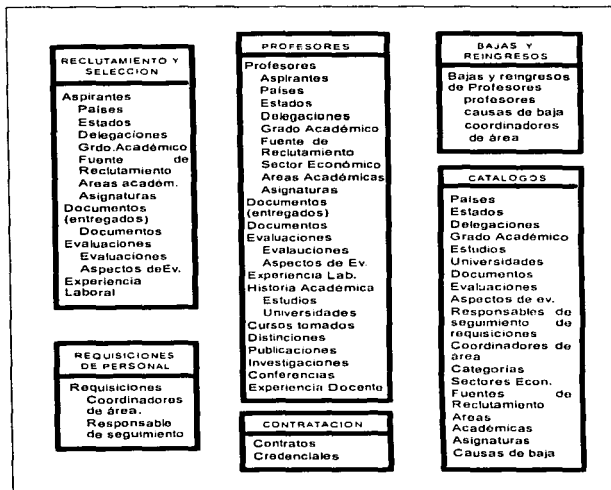 RECLUTAMIENTO Y
SELECCION
Aspirantes
Países
Estados
Delegaciones
Grdo.Académico
Fuente de
Reclutamiento
Areas académ.
Asignaturas
Documentos
(entregados)
Documentos
Evaluaciones
Evaluaciones
Aspectos deEv.
Experiencia
Laboral
REQUISICIONES
DE PERSONAL
Requisiciones
Coordinadores
de área.
Responsable
de seguimiento
PROFESORES
Profesores
Aspirantes
Países
Estados
Delegaciones
Grado Académico
Fuente de
Reclutamiento
Sector Económico
Areas Académicas
Asignaturas
Documentos
(entregados)
Documentos
Evaluaciones
Evalauciones
Aspectos de Ev.
Experiencia Lab.
Historia Académica
Estudios
Universidades
Cursos tomados
Distinciones
Publicaciones
Investigaciones
Conferencias
Experiencia Docente
CONTRATACION
Contratos
Credenciales
BAJAS Y
REINGRESOS
Bajas y reingresos
de Profesores
profesores
causas de baja
coordinadores
de área
CATALOGOS
Países
Estados
Delegaciones
Grado Académico
Estudios
Universidades
Documentos
Evaluaciones
Aspectos de ev.
Responsables de
seguimiento de
requisiciones
Coordinadores de
área
Categorías
Sectores Econ.
Fuentes de
Reclutamiento
Areas
Académicas
Asignaturas
Causas de baja